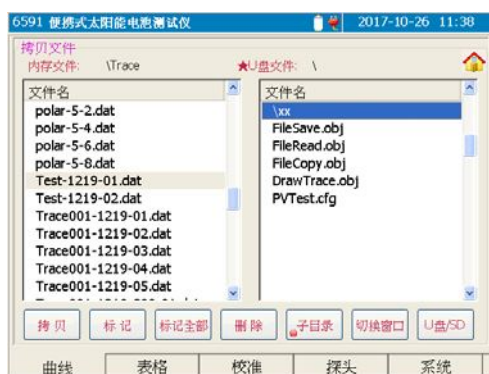 6591 便携式太阳能电池测试仪 2017-10-26 11:38
拷贝文件
内存文件: \Trace ★U盘文件: \
文件名 文件名
polar-5-2.dat \xx
polar-5-4.dat FileSave.obj
polar-5-6.dat FileRead.obj
polar-5-8.dat FileCopy.obj
Test-1219-01.dat DrawTrace.obj
Test-1219-02.dat PVTest.cfg
Trace001-1219-01.dat
Trace001-1219-02.dat
Trace001-1219-03.dat
Trace001-1219-04.dat
Trace001-1219-05.dat
拷贝 标记 标记全部 删除 子目录 切换窗口 U盘/SD
曲线 表格 校准 探头 系统